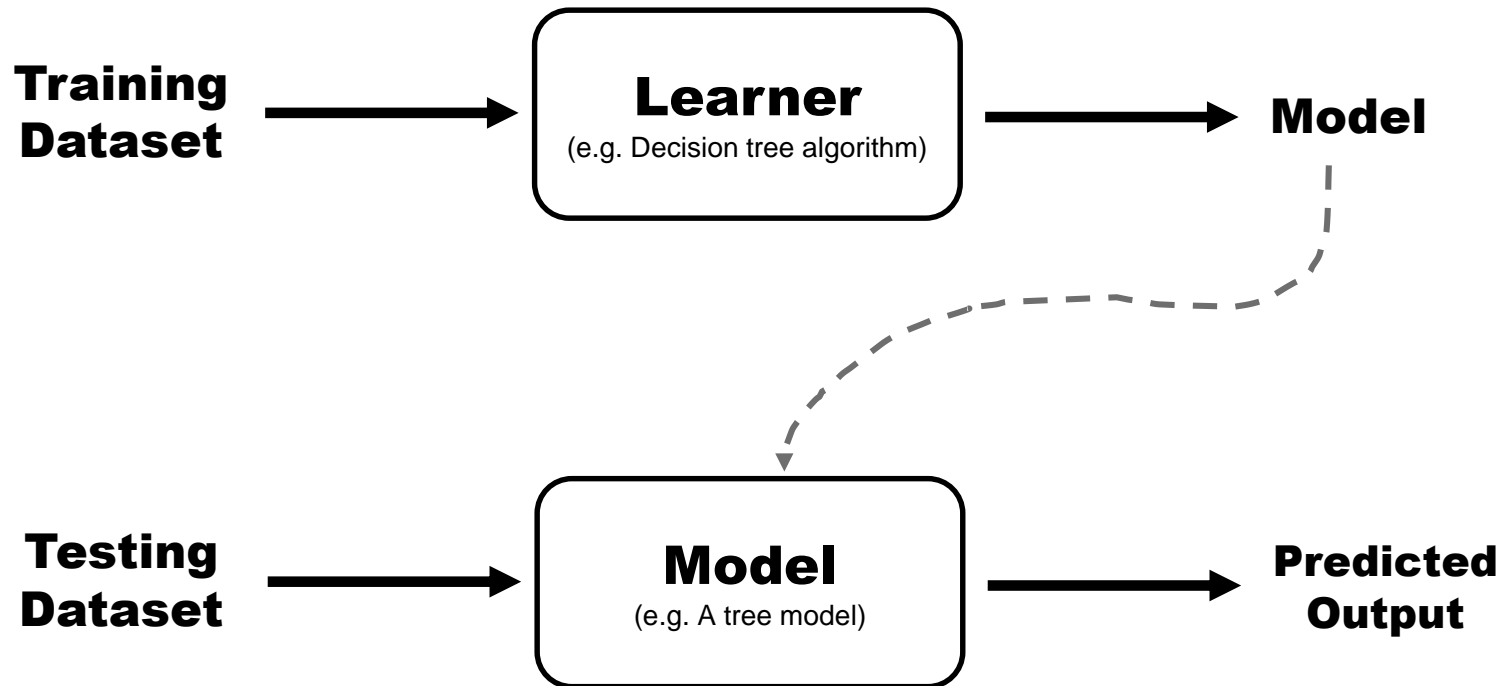 Training
Dataset
Learner
(e.g. Decision tree algorithm)
Model
Testing
Dataset
Model
(e.g. A tree model)
Predicted
Output